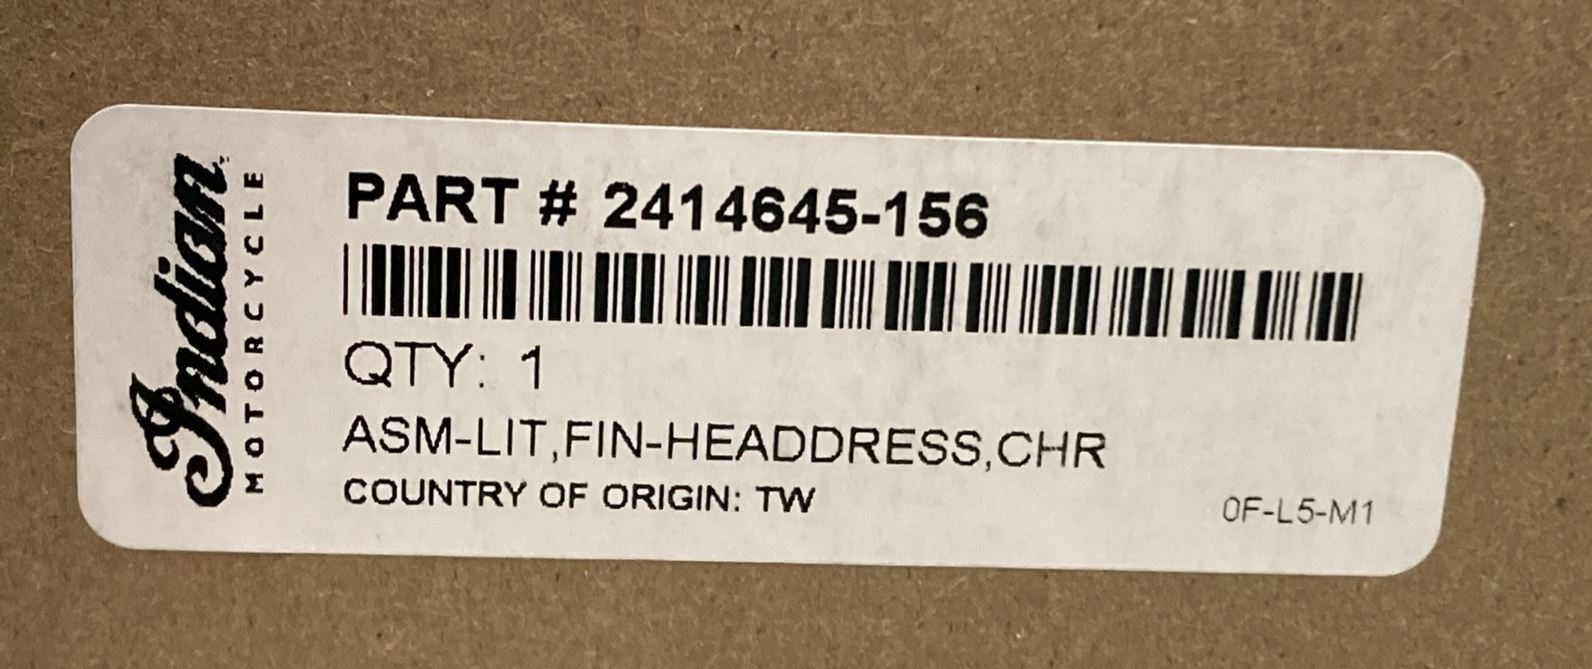 Indian
MOTORCYCLE
PART # 2414645-156
QTY: 1
ASM-LIT,FIN-HEADDRESS,CHR
COUNTRY OF ORIGIN: TW
0F-L5-M1